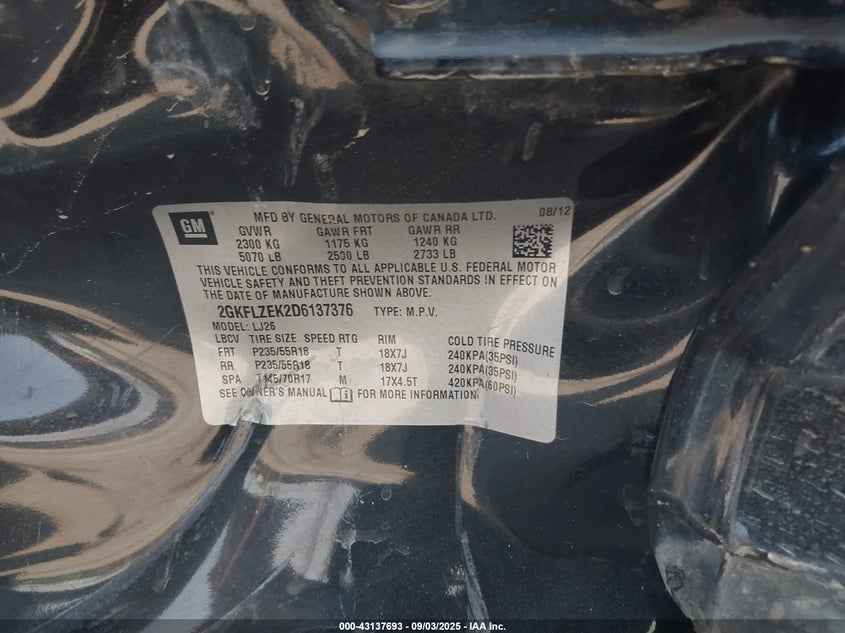 GM
MFD BY GENERAL MOTORS OF CANADA LTD. 08/12
GVWR GAWR FRT GAWR RR
2300 KG 1175 KG 1240 KG
5070 LB 2590 LB 2733 LB
THIS VEHICLE CONFORMS TO ALL APPLICABLE U.S. FEDERAL MOTOR
VEHICLE SAFETY AND THEFT PREVENTION STANDARDS IN EFFECT ON
THE DATE OF MANUFACTURE SHOWN ABOVE.
2GKFLZEK2D6137376 TYPE: M.P.V.
MODEL: LJ26
LBCV TIRE SIZE SPEED RTG RIM COLD TIRE PRESSURE
FRT P235/55R18 T 18X7J 240KPA(35PSI)
RR P235/55R18 T 18X7J 240KPA(35PSI)
SPA T145/70R17 M 17X4.5T 420KPA(60PSI)
SEE OWNER'S MANUAL FOR MORE INFORMATION
000-43137693 - 09/03/2025 - IAA Inc.